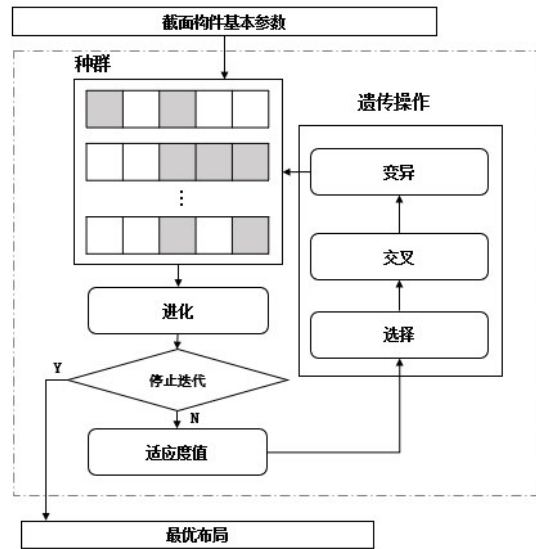 截面构件基本参数
种群
遗传操作
变异
⋮
交叉
进化
选择
Y
停止迭代
N
适应度值
最优布局